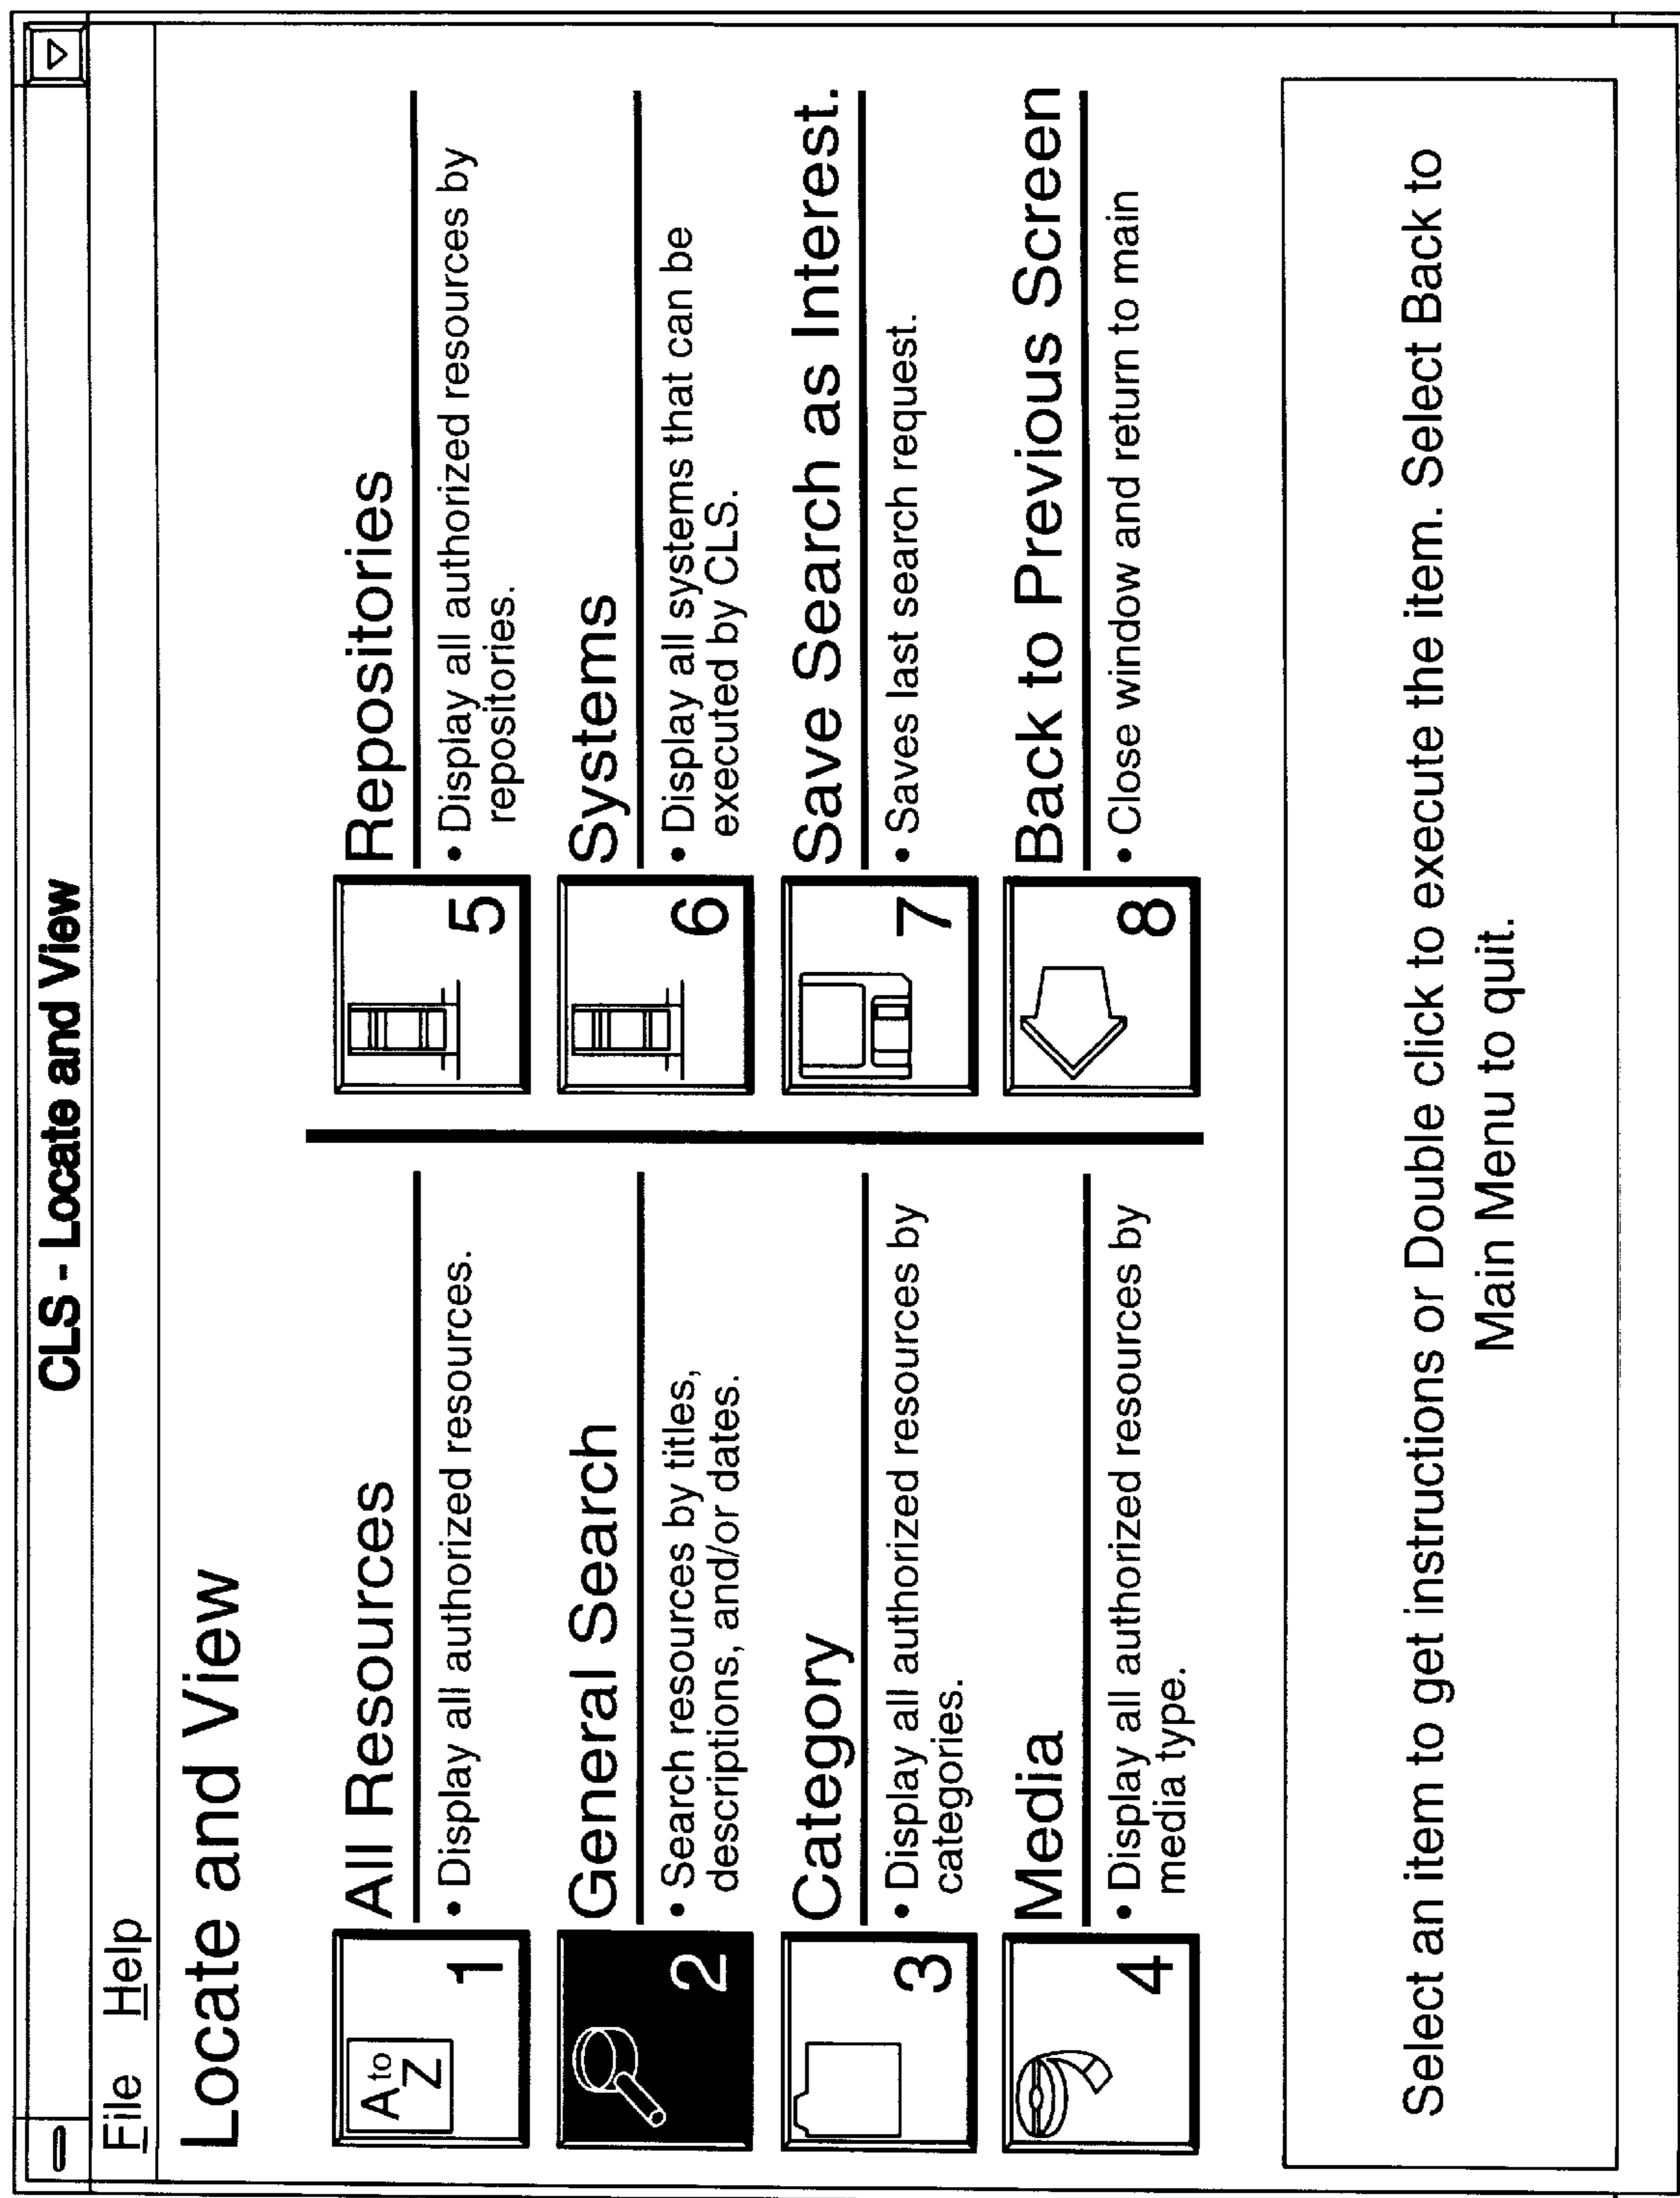 CLS - Locate and View
File Help
Locate and View
A to
Z
1
All Resources
• Display all authorized resources.
2
General Search
• Search resources by titles,
descriptions, and/or dates.
3
Category
• Display all authorized resources by
categories.
4
Media
• Display all authorized resources by
media type.
5
Repositories
• Display all authorized resources by
repositories.
6
Systems
• Display all systems that can be
executed by CLS.
7
Save Search as Interest.
• Saves last search request.
8
Back to Previous Screen
• Close window and return to main
Select an item to get instructions or Double click to execute the item. Select Back to
Main Menu to quit.